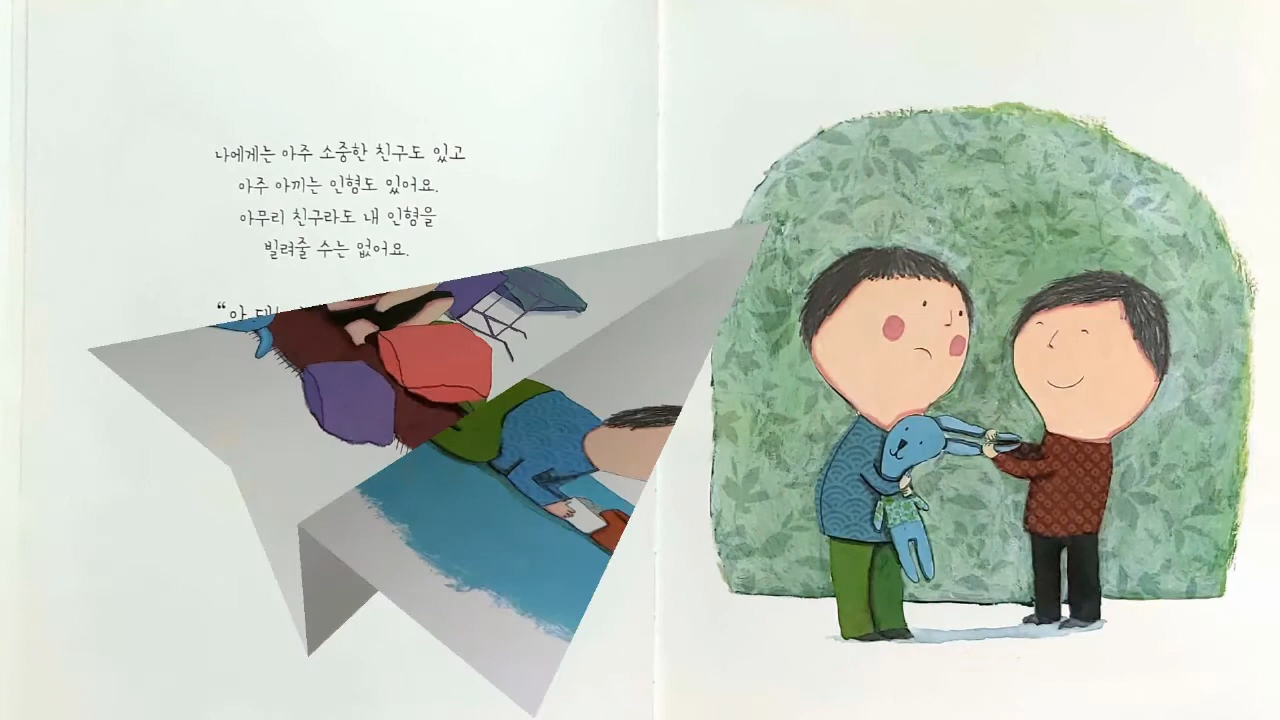 나에게는 아주 소중한 친구도 있고
아주 아끼는 인형도 있어요.
아무리 친구라도 내 인형을
빌려줄 수는 없어요.